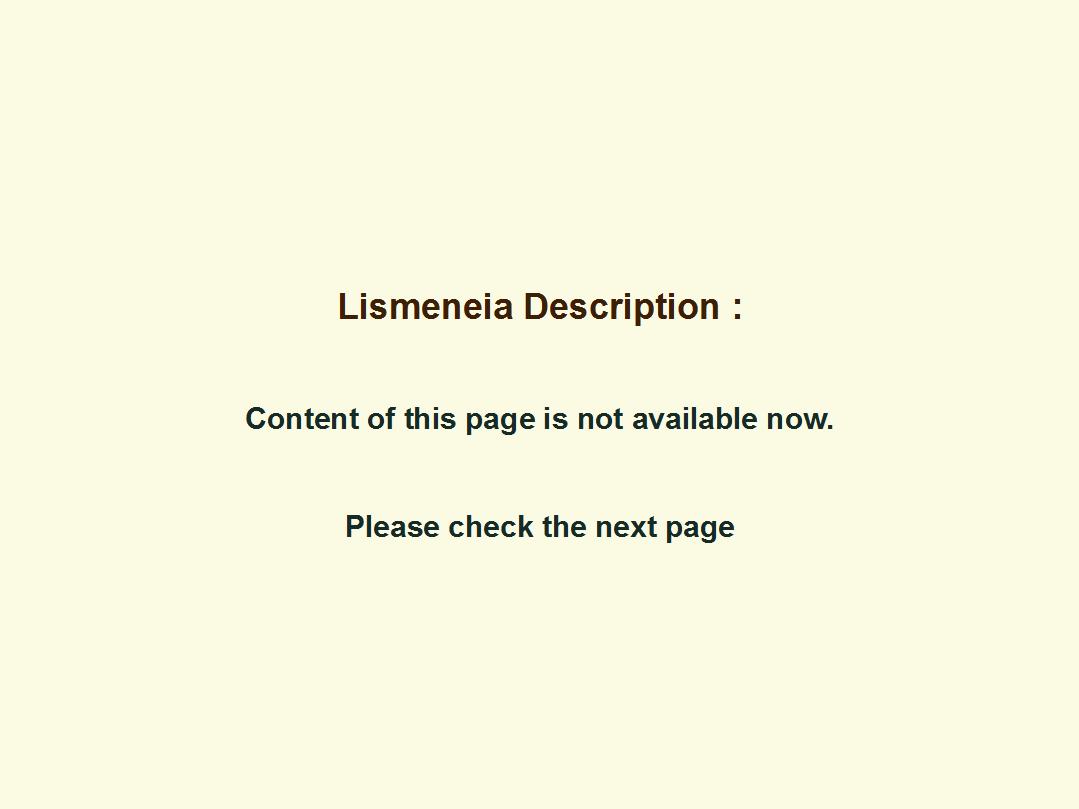 Lismeneia Description :
Content of this page is not available now.
Please check the next page